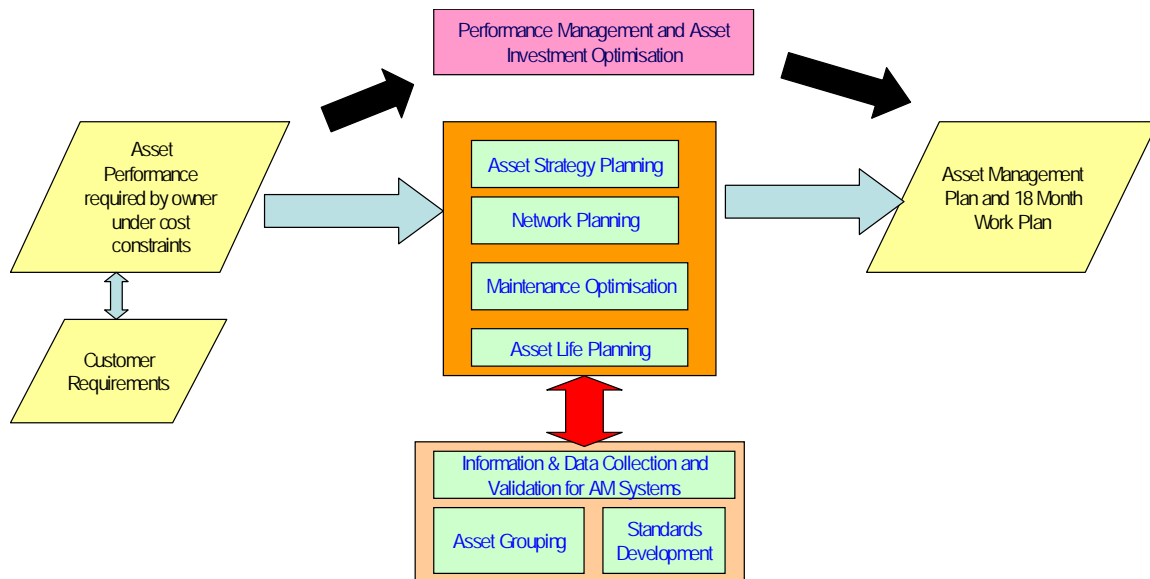 Performance Management and Asset
Investment Optimisation
Asset
Performance
required by owner
under cost
constraints
Customer
Requirements
Asset Strategy Planning
Network Planning
Maintenance Optimisation
Asset Life Planning
Information & Data Collection and
Validation for AM Systems
Asset Grouping
Standards
Development
Asset Management
Plan and 18 Month
Work Plan